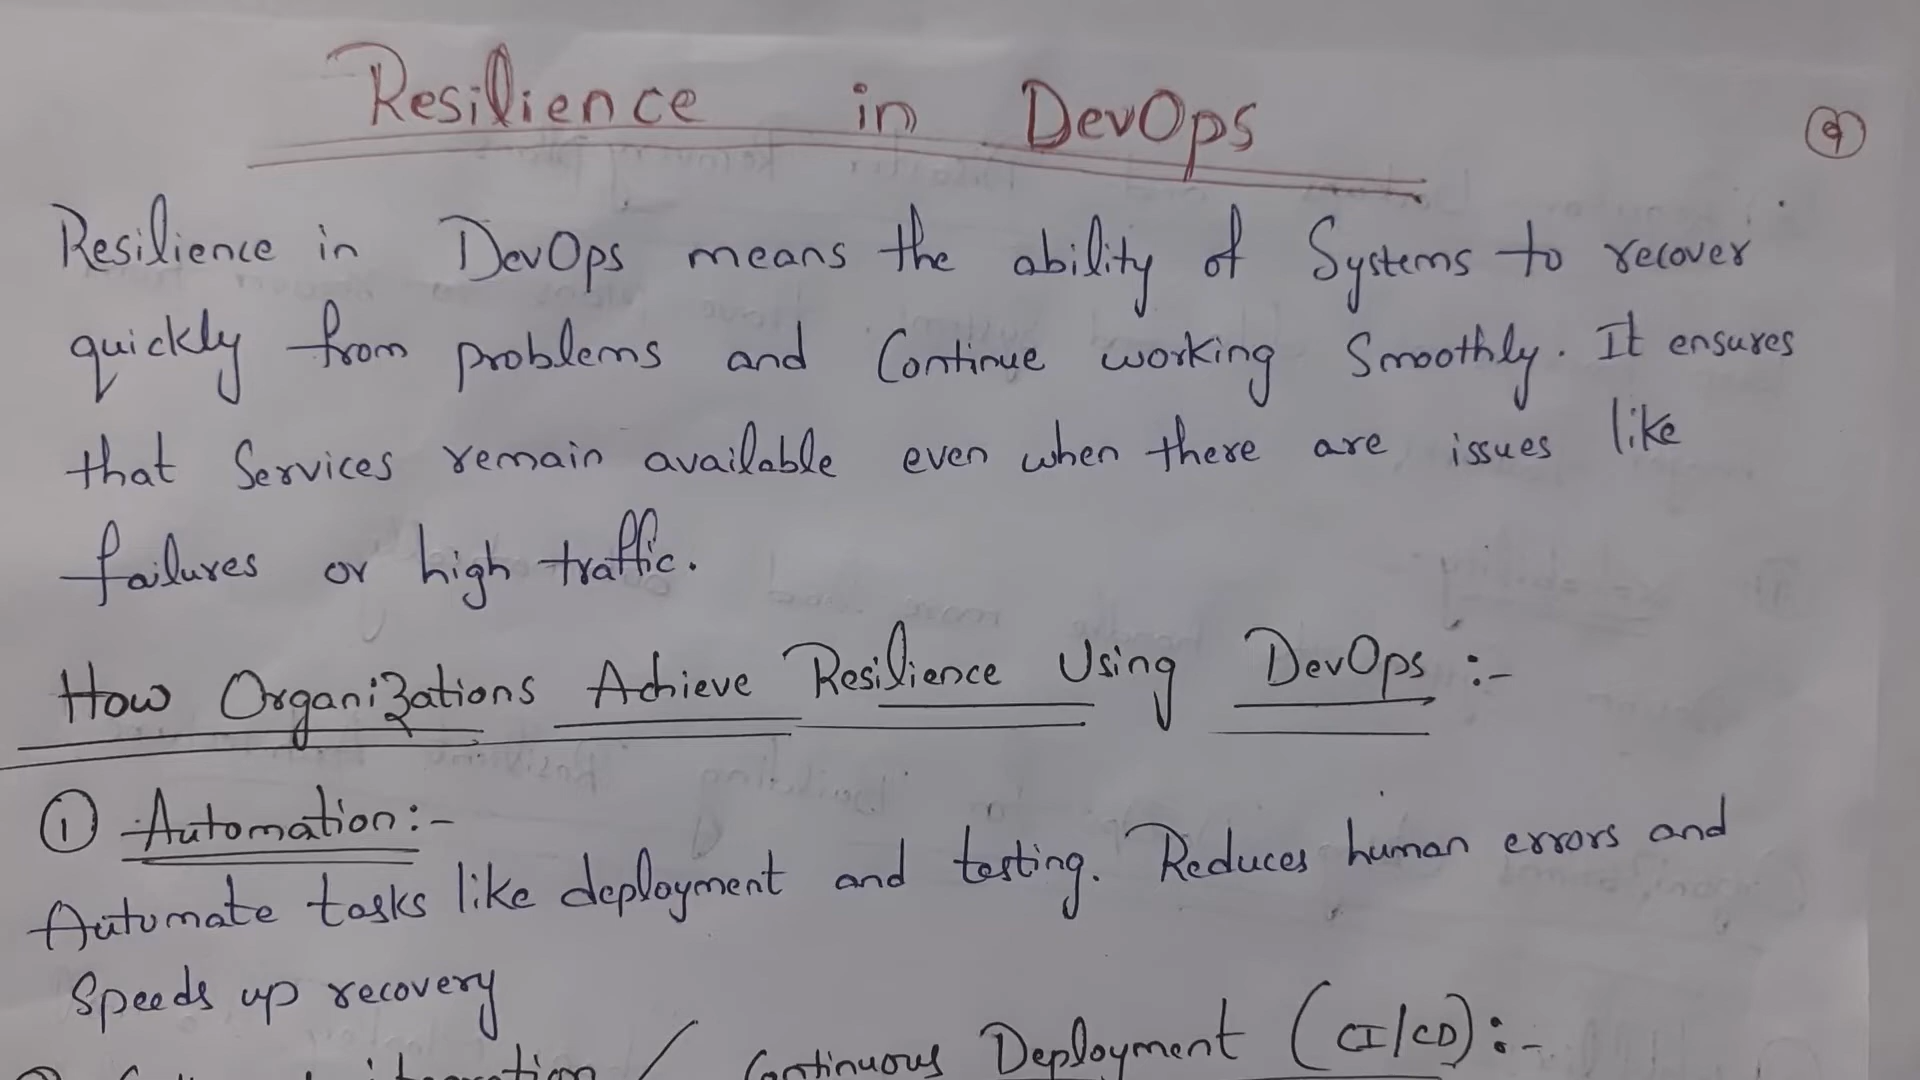 Resilience in DevOps
9
Resilience in DevOps means the ability of Systems to recover
quickly from problems and Continue working Smoothly. It ensures
that Services remain available even when there are issues like
failures or high traffic.
How Organizations Achieve Resilience Using DevOps :-
① Automation :-
Automate tasks like deployment and testing. Reduces human errors and
Speeds up recovery
/ Continuous Deployment (CI/CD) :-